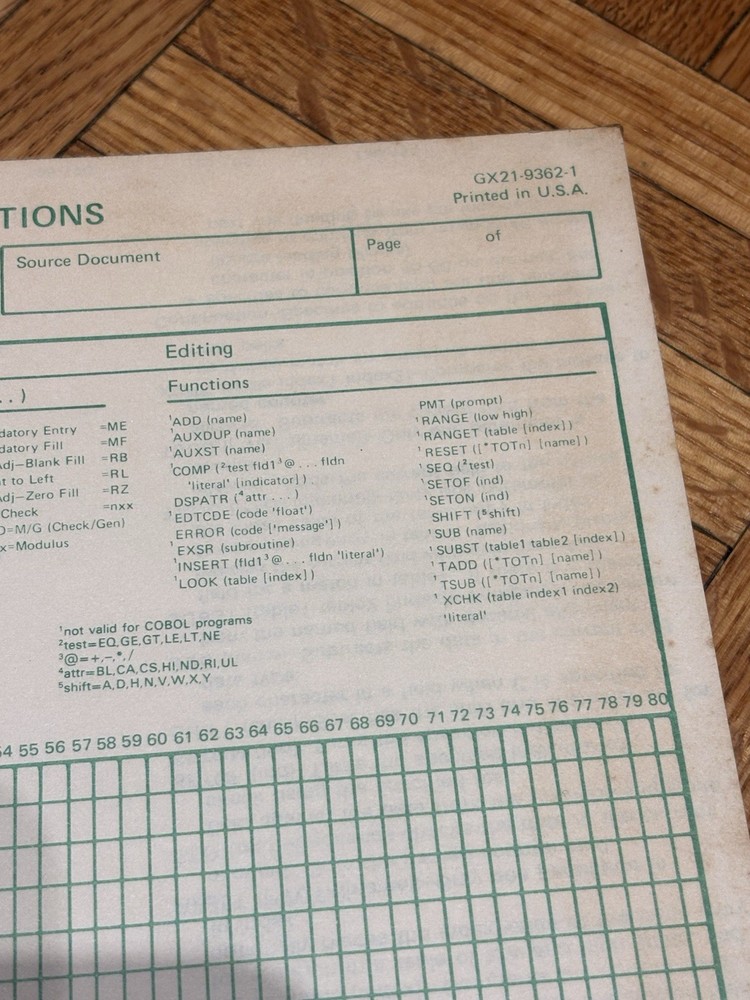 GX21-9362-1
Printed in U.S.A.
TIONS
Source Document
Page of
Editing
..)
Functions
datory Entry =ME
datory Fill =MF
Adj–Blank Fill =RB
t to Left =RL
Adj–Zero Fill =RZ
Check =nxx
D=M/G (Check/Gen)
x=Modulus
¹ADD (name)
¹AUXDUP (name)
¹AUXST (name)
¹COMP (²test fld1 ³@ . . . fldn
'literal' [indicator] )
DSPATR (⁴attr . . .)
¹EDTCDE (code 'float')
ERROR (code ['message'] )
¹EXSR (subroutine)
¹INSERT (fld1 ³@ . . . fldn 'literal')
¹LOOK (table [index] )
PMT (prompt)
¹RANGE (low high)
¹RANGET (table [index] )
¹RESET ([*TOTn] [name] )
¹SEQ (²test)
¹SETOF (ind)
¹SETON (ind)
SHIFT (⁵shift)
¹SUB (name)
¹SUBST (table1 table2 [index] )
¹TADD ([*TOTn] [name] )
¹TSUB ([*TOTn] [name] )
¹XCHK (table index1 index2)
'literal'
¹not valid for COBOL programs
²test=EQ,GE,GT,LE,LT,NE
³@=+,–,*,/
⁴attr=BL,CA,CS,HI,ND,RI,UL
⁵shift=A,D,H,N,V,W,X,Y
54 55 56 57 58 59 60 61 62 63 64 65 66 67 68 69 70 71 72 73 74 75 76 77 78 79 80